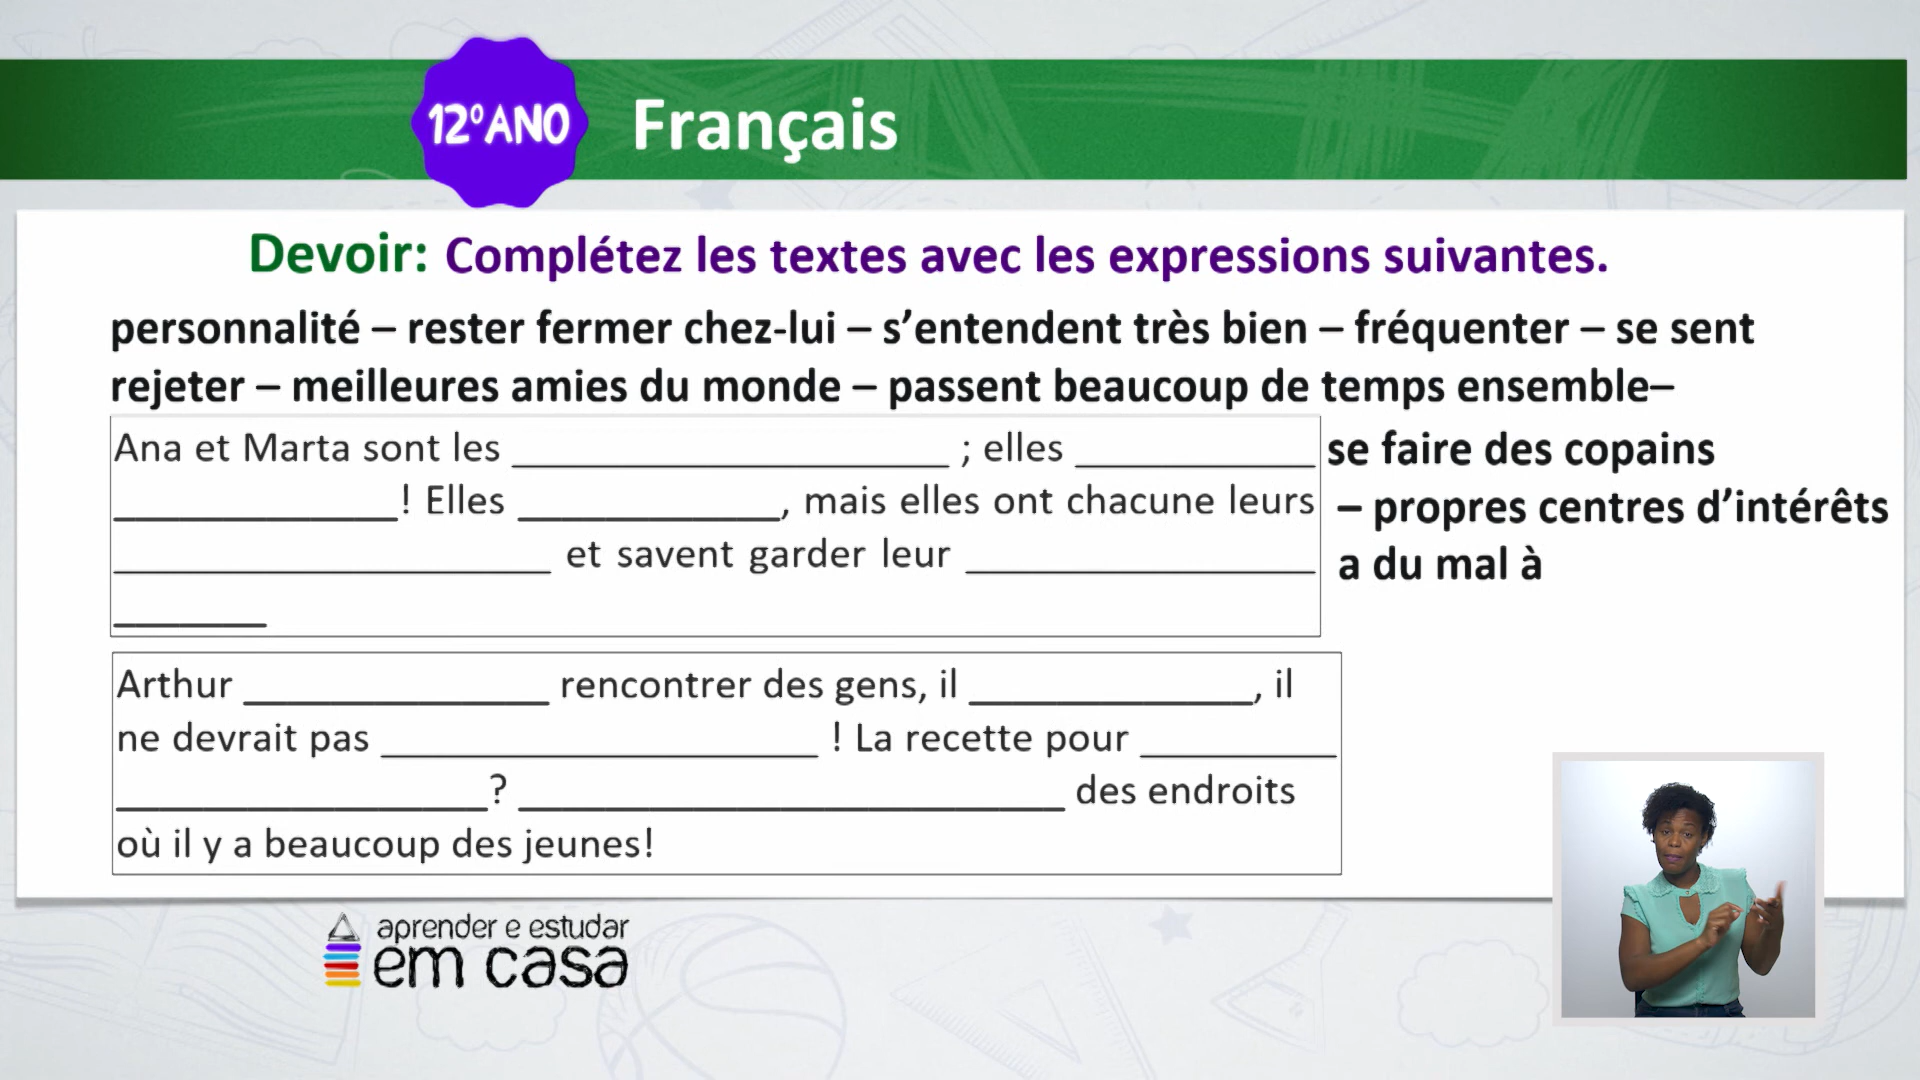 12ºANO
Français
Devoir: Complétez les textes avec les expressions suivantes.
personnalité – rester fermer chez-lui – s’entendent très bien – fréquenter – se sent
rejeter – meilleures amies du monde – passent beaucoup de temps ensemble–
se faire des copains
– propres centres d’intérêts
a du mal à
Ana et Marta sont les ____________________ ; elles ___________
_____________! Elles ____________, mais elles ont chacune leurs
____________________ et savent garder leur ________________
_______
Arthur ______________ rencontrer des gens, il _____________, il
ne devrait pas ____________________ ! La recette pour _________
_________________? _________________________ des endroits
où il y a beaucoup des jeunes!
aprender e estudar
em casa